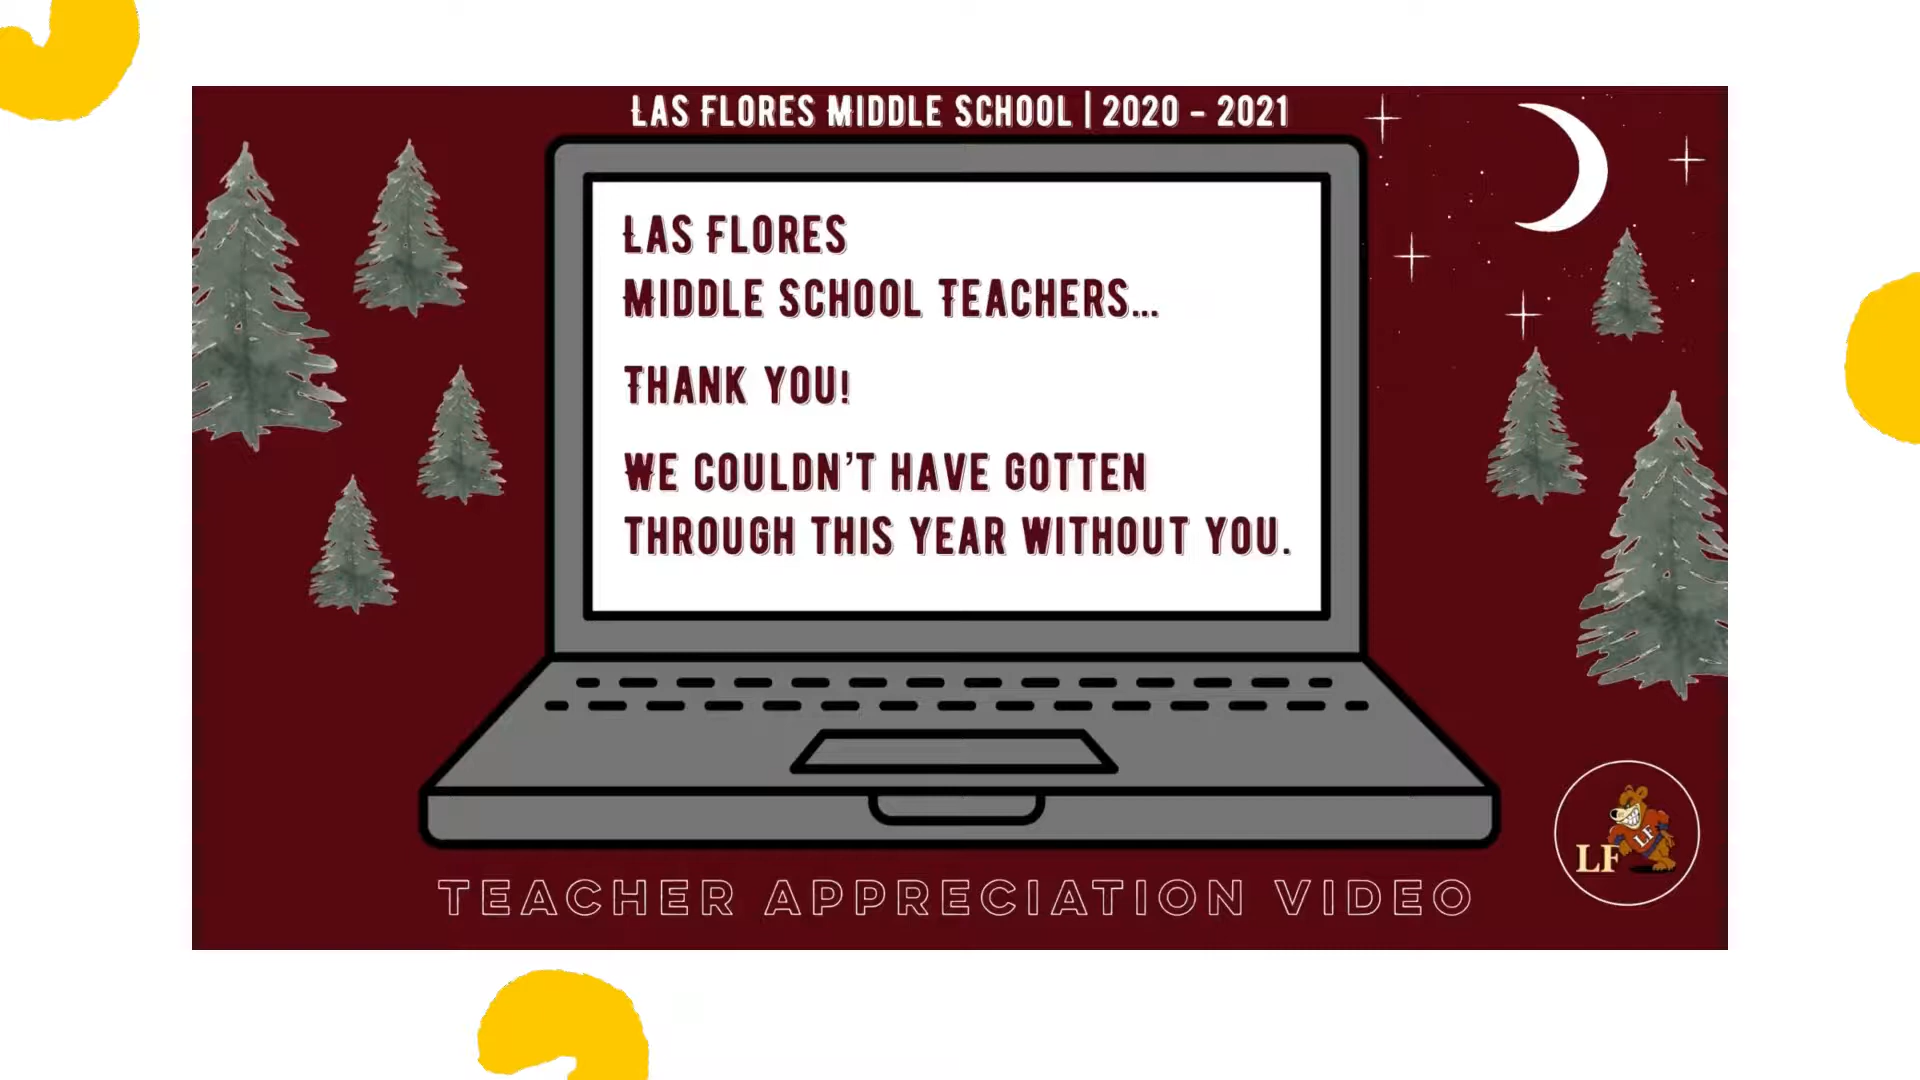 LAS FLORES MIDDLE SCHOOL | 2020 - 2021
LAS FLORES
MIDDLE SCHOOL TEACHERS...
THANK YOU!
WE COULDN'T HAVE GOTTEN
THROUGH THIS YEAR WITHOUT YOU.
LF
LF
TEACHER APPRECIATION VIDEO